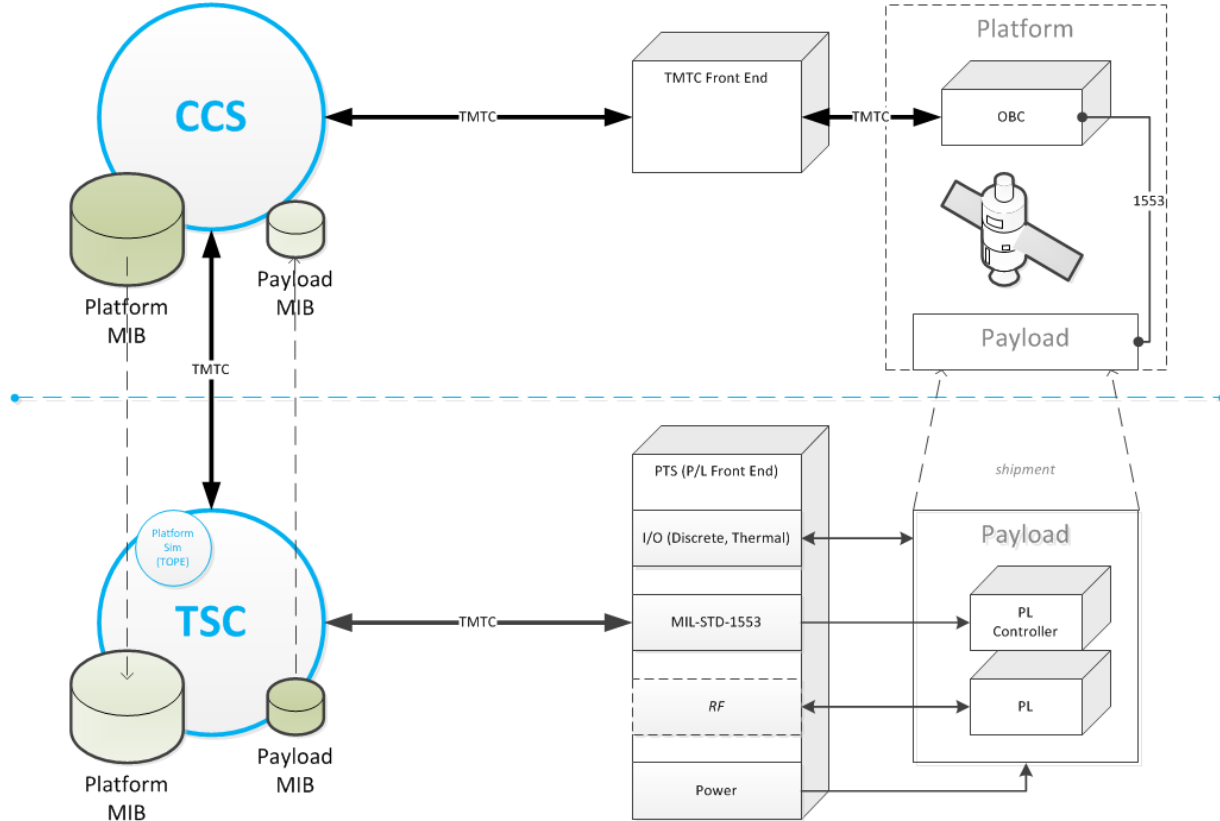 Platform
CCS
TMTC
TMTC Front End
TMTC
OBC
1553
Platform
MIB
Payload
MIB
Payload
TMTC
PTS (P/L Front End)
shipment
Platform
Sim
(TOPE)
I/O (Discrete, Thermal)
Payload
TSC
TMTC
MIL-STD-1553
PL
Controller
RF
PL
Platform
MIB
Payload
MIB
Power